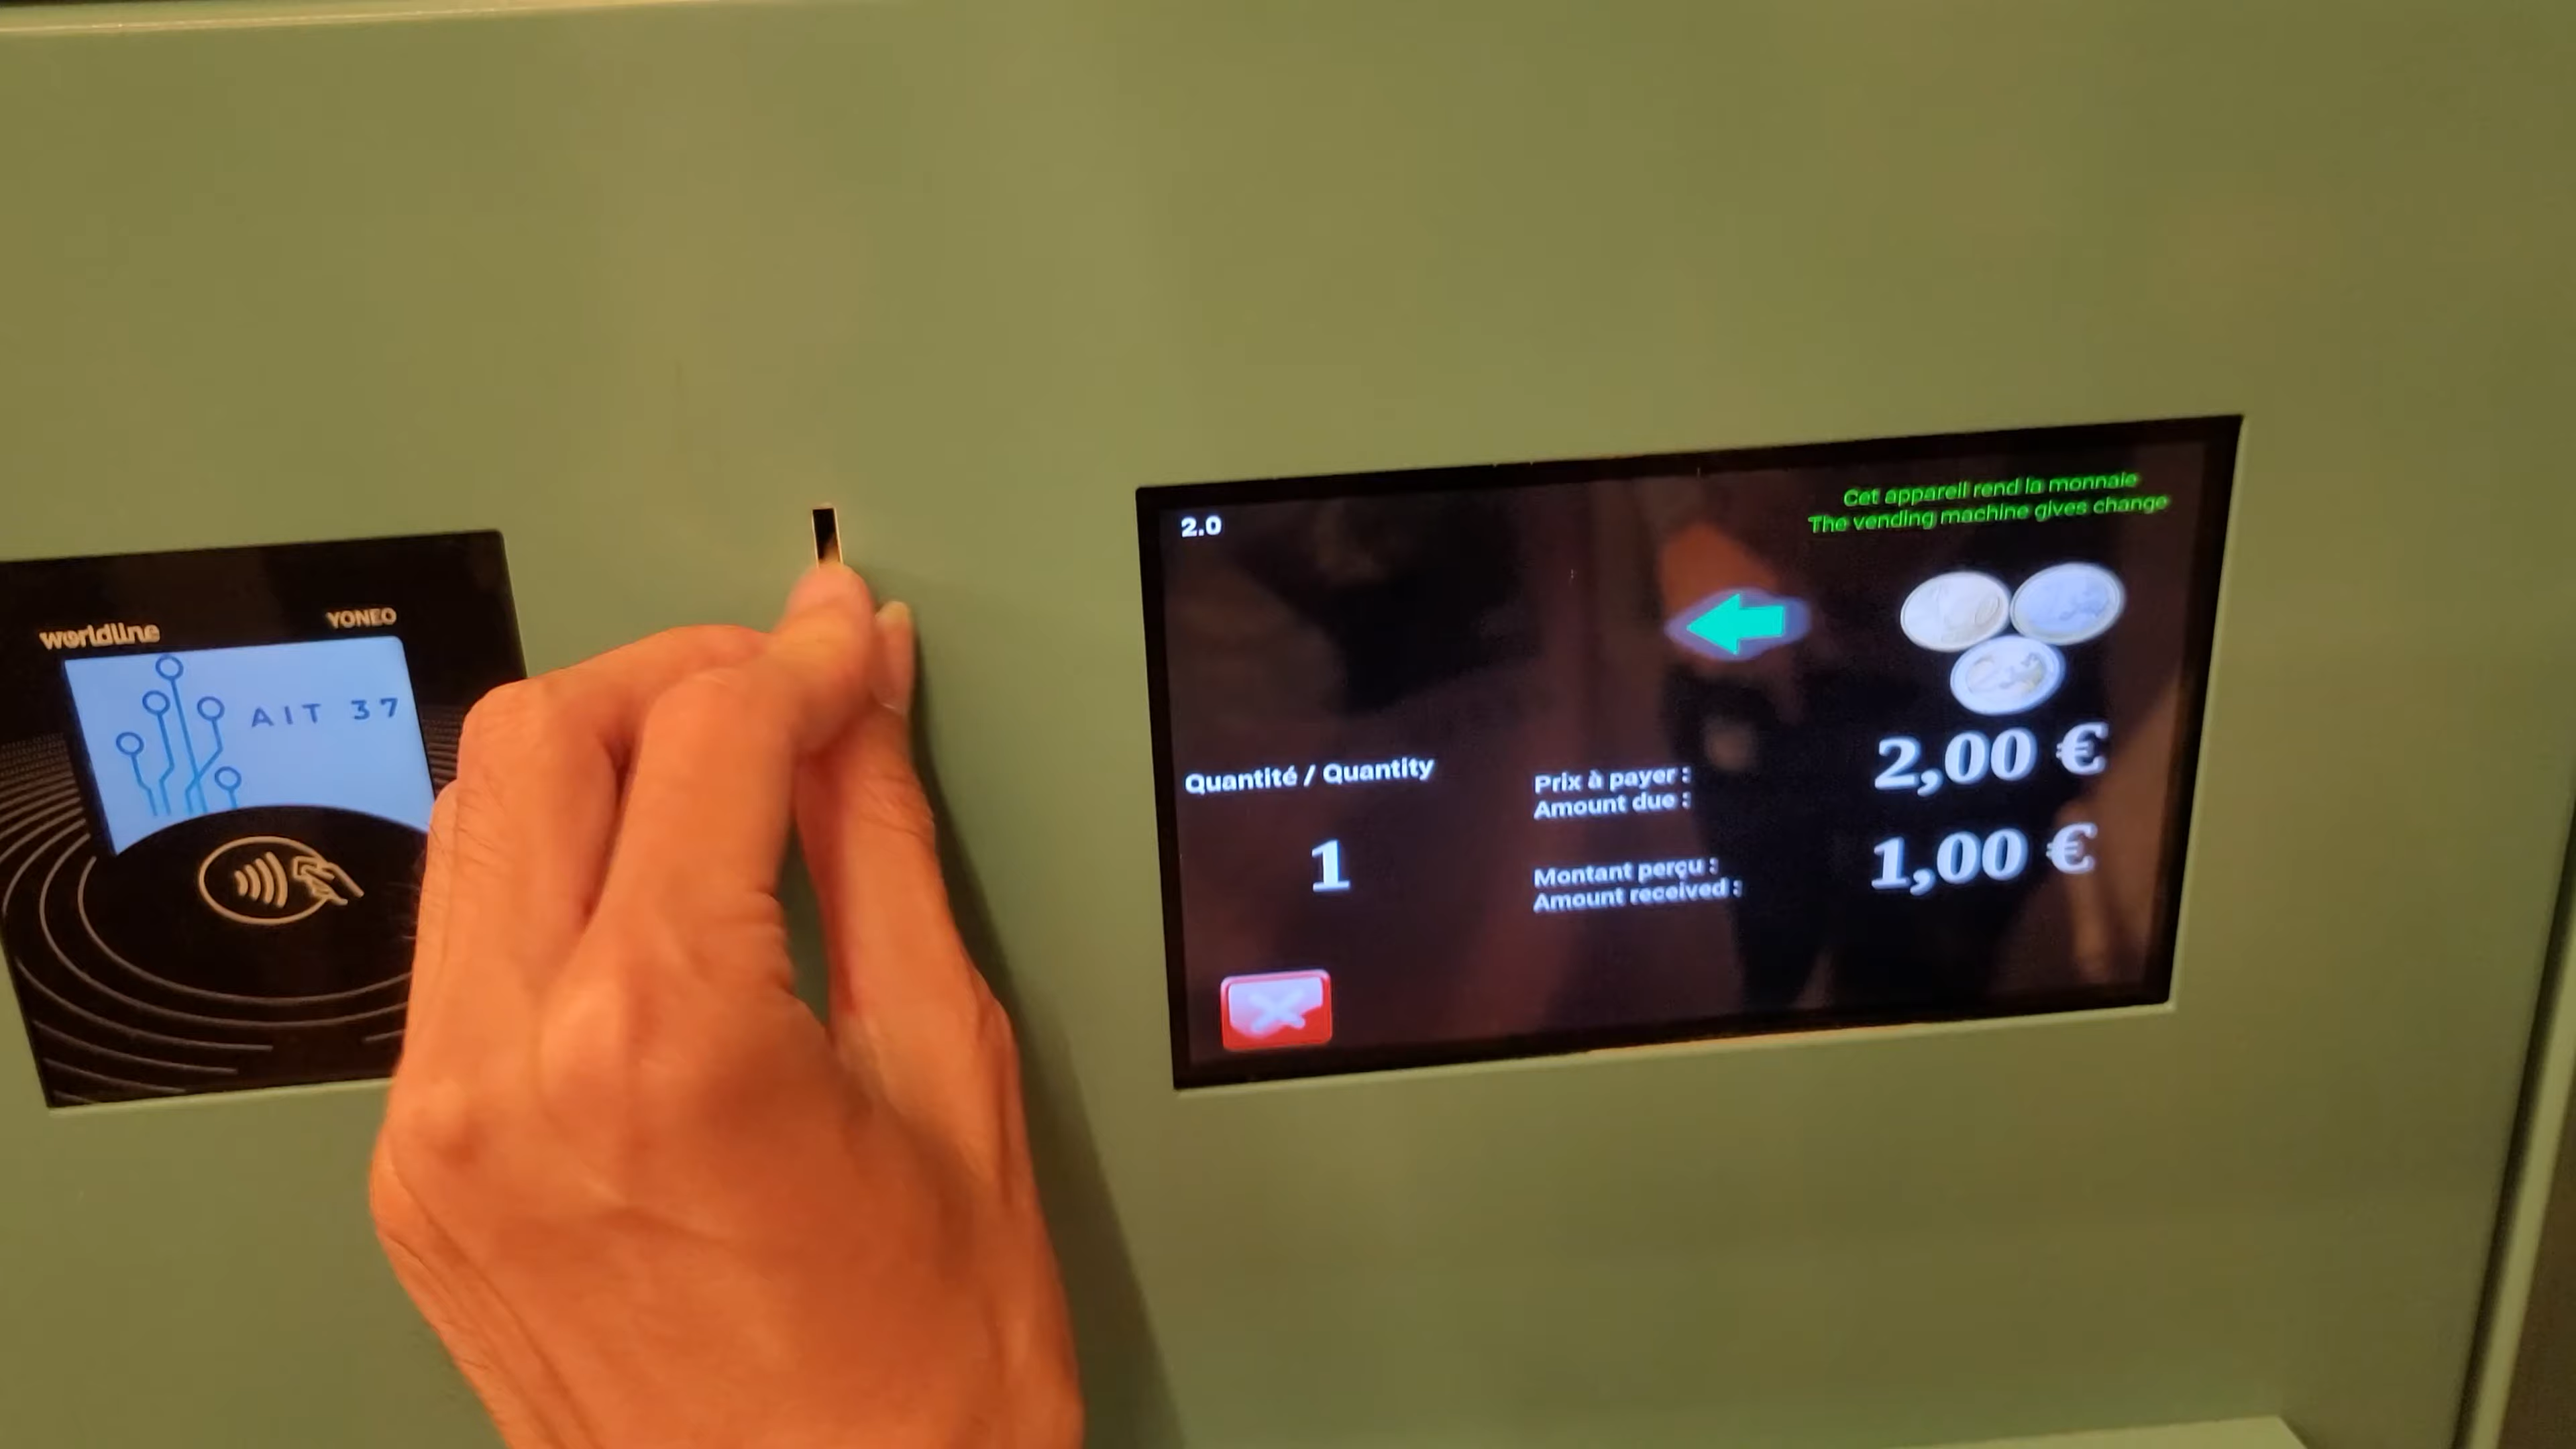 worldline
YONEO
AIT 37
2.0
Cet appareil rend la monnaie
The vending machine gives change
Quantité / Quantity
1
Prix à payer :
Amount due :
2,00 €
Montant perçu :
Amount received :
1,00 €